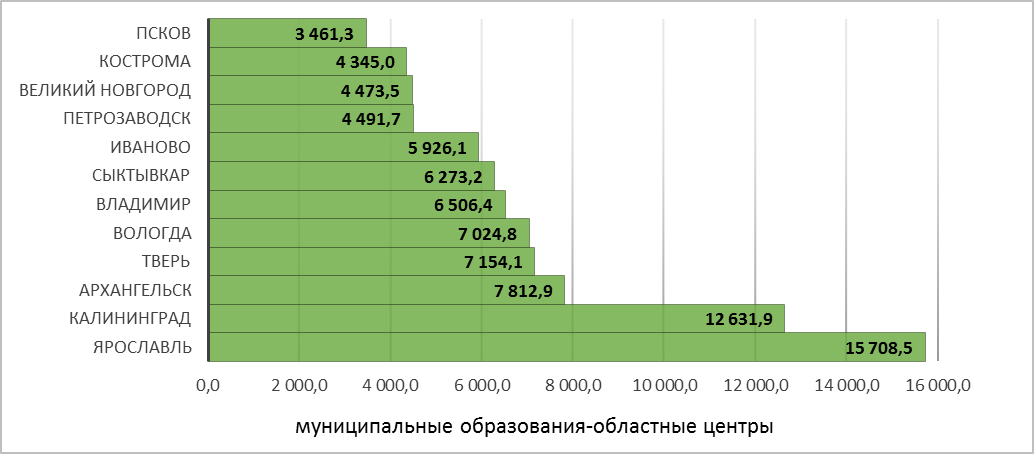 ПСКОВ 3 461,3
КОСТРОМА 4 345,0
ВЕЛИКИЙ НОВГОРОД 4 473,5
ПЕТРОЗАВОДСК 4 491,7
ИВАНОВО 5 926,1
СЫКТЫВКАР 6 273,2
ВЛАДИМИР 6 506,4
ВОЛОГДА 7 024,8
ТВЕРЬ 7 154,1
АРХАНГЕЛЬСК 7 812,9
КАЛИНИНГРАД 12 631,9
ЯРОСЛАВЛЬ 15 708,5
0,0 2 000,0 4 000,0 6 000,0 8 000,0 10 000,0 12 000,0 14 000,0 16 000,0
муниципальные образования-областные центры